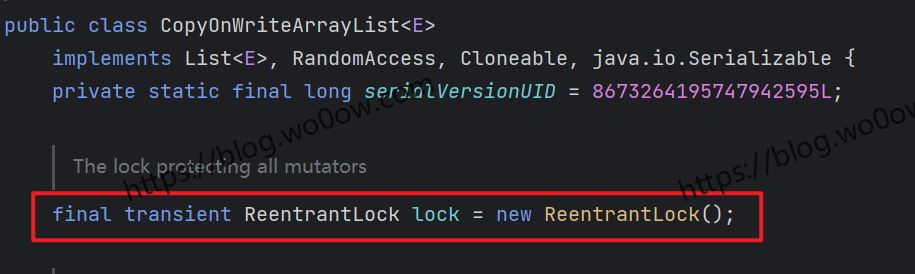 public class CopyOnWriteArrayList<E>
implements List<E>, RandomAccess, Cloneable, java.io.Serializable {
private static final long serialVersionUID = 8673264195747942595L;
The lock protecting all mutators
final transient ReentrantLock lock = new ReentrantLock();
https://blog.wo0ow.com
https://blog.wo0ow